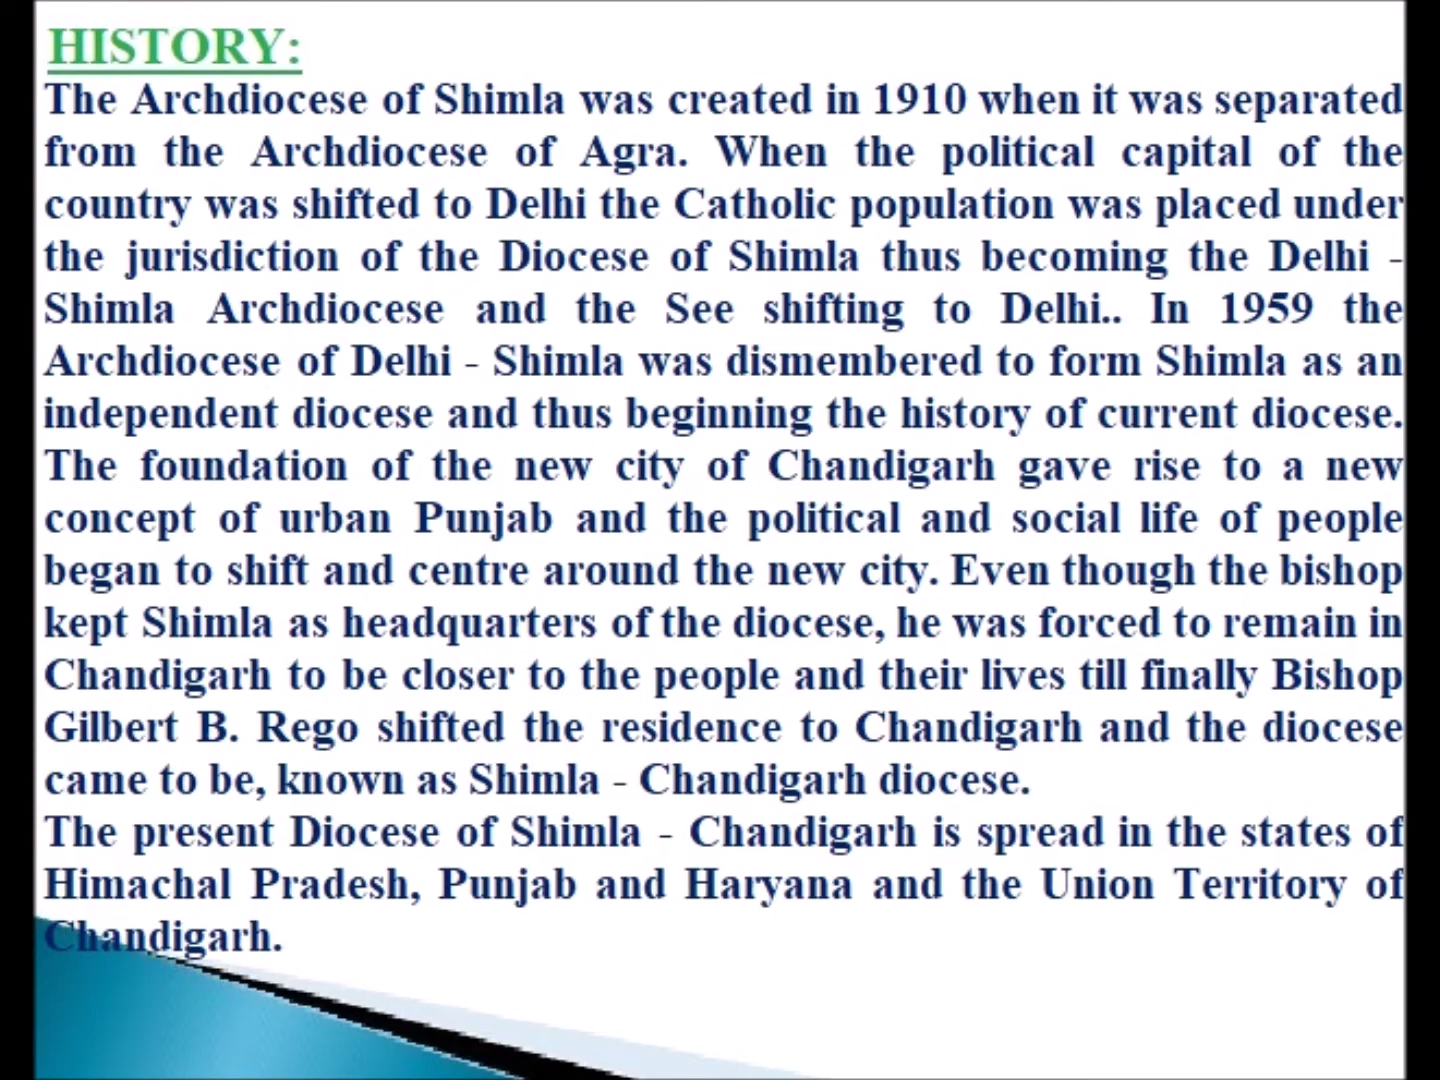 HISTORY:
The Archdiocese of Shimla was created in 1910 when it was separated
from the Archdiocese of Agra. When the political capital of the
country was shifted to Delhi the Catholic population was placed under
the jurisdiction of the Diocese of Shimla thus becoming the Delhi -
Shimla Archdiocese and the See shifting to Delhi.. In 1959 the
Archdiocese of Delhi - Shimla was dismembered to form Shimla as an
independent diocese and thus beginning the history of current diocese.
The foundation of the new city of Chandigarh gave rise to a new
concept of urban Punjab and the political and social life of people
began to shift and centre around the new city. Even though the bishop
kept Shimla as headquarters of the diocese, he was forced to remain in
Chandigarh to be closer to the people and their lives till finally Bishop
Gilbert B. Rego shifted the residence to Chandigarh and the diocese
came to be, known as Shimla - Chandigarh diocese.
The present Diocese of Shimla - Chandigarh is spread in the states of
Himachal Pradesh, Punjab and Haryana and the Union Territory of
Chandigarh.